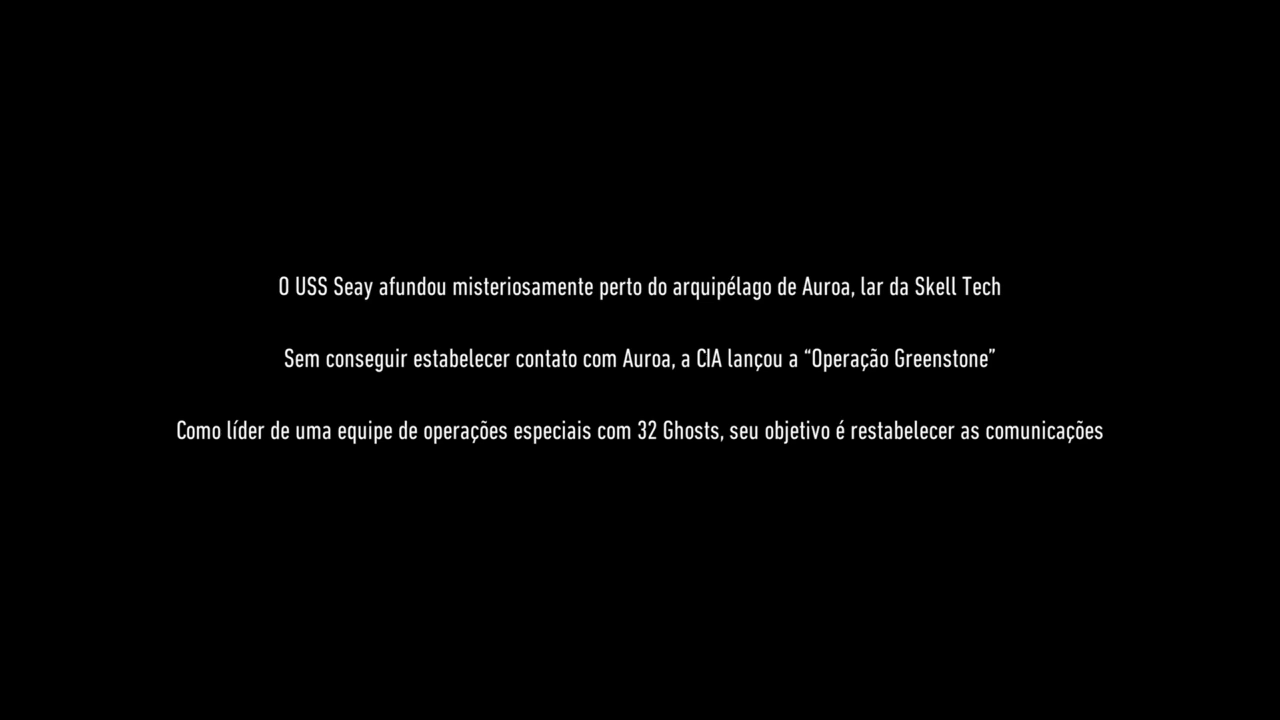 O USS Seay afundou misteriosamente perto do arquipélago de Auroa, lar da Skell Tech
Sem conseguir estabelecer contato com Auroa, a CIA lançou a “Operação Greenstone”
Como líder de uma equipe de operações especiais com 32 Ghosts, seu objetivo é restabelecer as comunicações